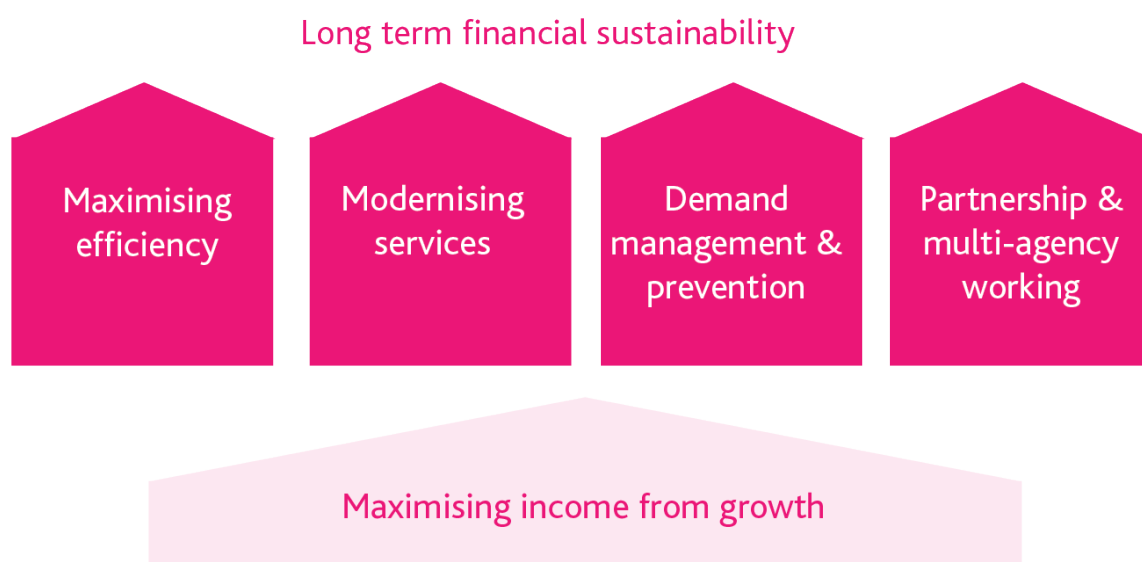 Long term financial sustainability
Maximising
efficiency
Modernising
services
Demand
management &
prevention
Partnership &
multi-agency
working
Maximising income from growth